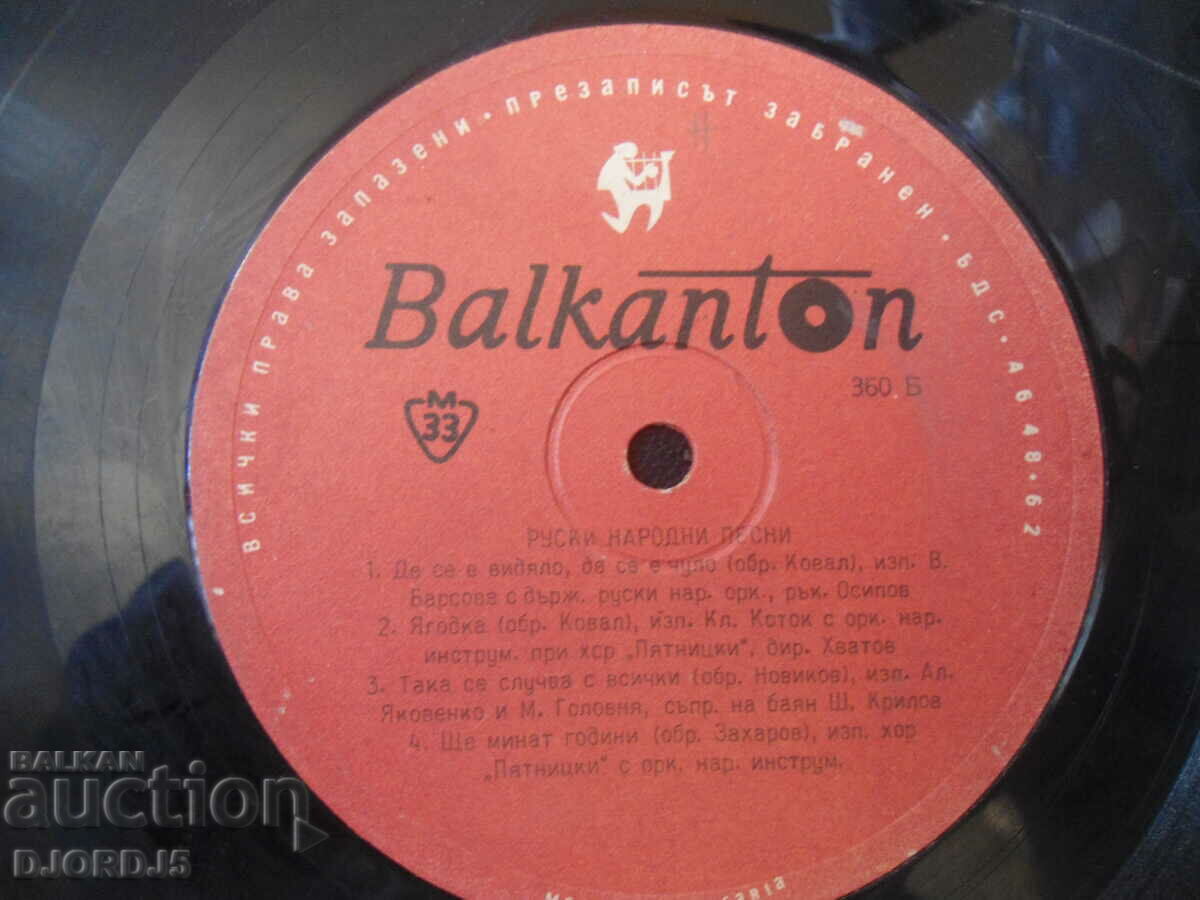 ВСИЧКИ ПРАВА ЗАПАЗЕНИ · ПРЕЗАПИСЪТ ЗАБРАНЕН · БДС · АБ 48·62
Balkanton
360 Б
М
33
РУСКИ НАРОДНИ ПЕСНИ
1. Де се е видяло, де се е чуло (обр. Ковал), изп. В.
Барсова с държ. руски нар. орк., рък. Осипов
2. Ягодка (обр. Ковал), изп. Кл. Коток с орк. нар.
инструм. при хор „Пятницки", дир. Хватов
3. Така се случва с всички (обр. Новиков), изп. Ал.
Яковенко и М. Головня, съпр. на баян Ш. Крилов
4. Ще минат години (обр. Захаров), изп. хор
„Пятницки" с орк. нар. инструм.
BALKAN
auction
DJORDJ5